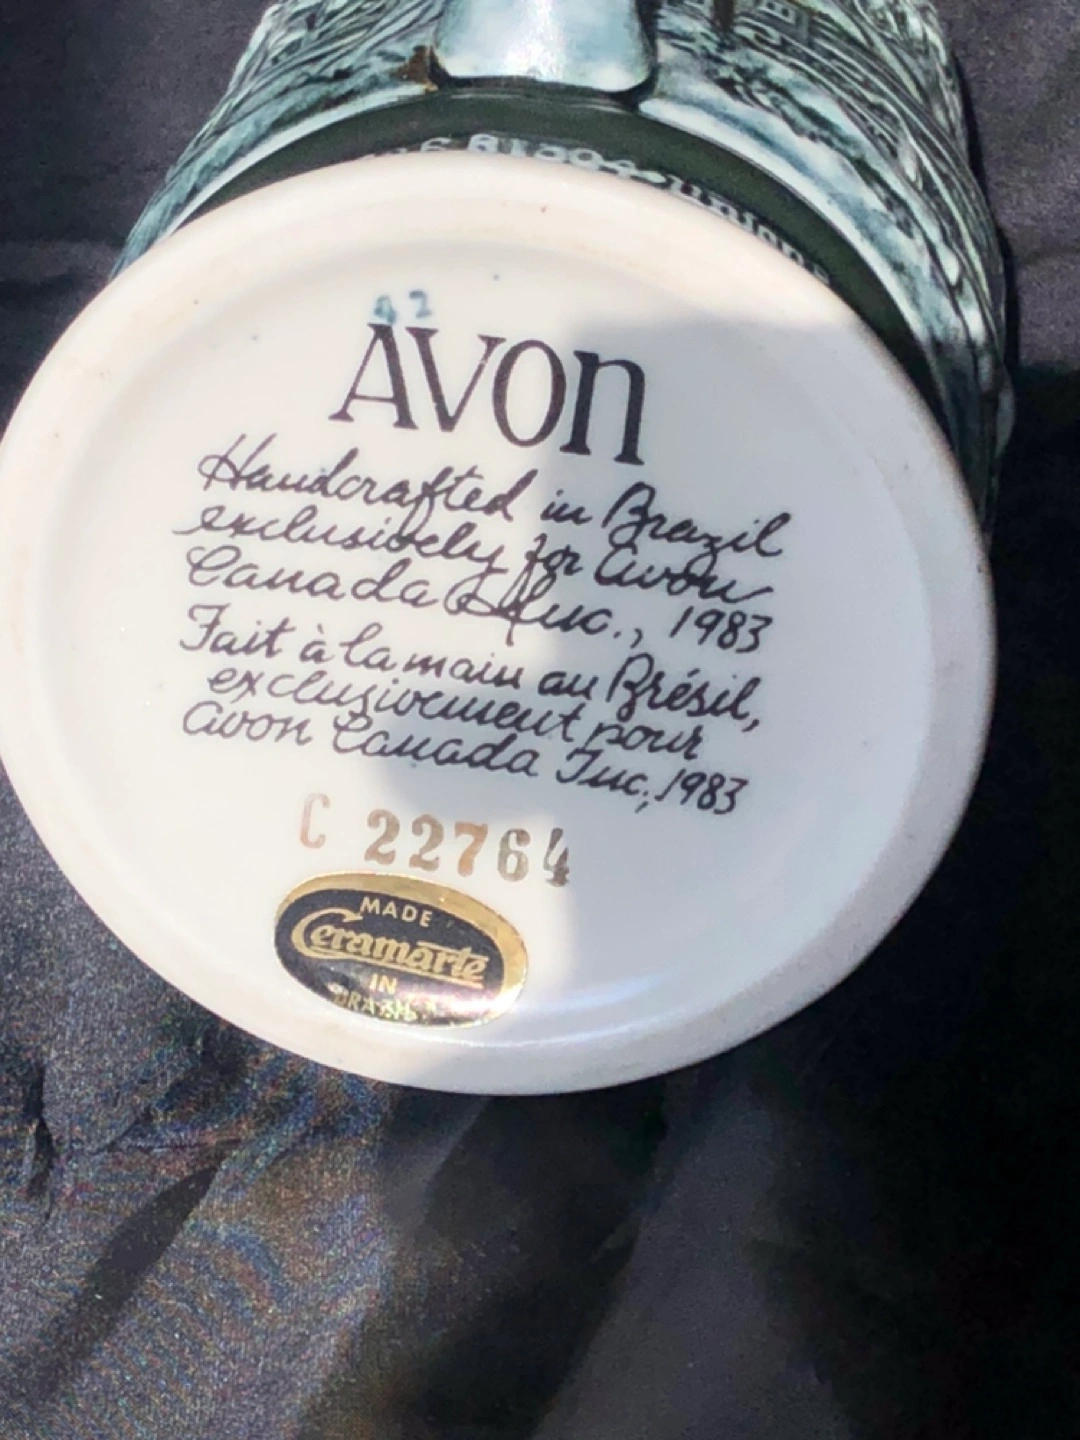 42
AVON
Handcrafted in Brazil
exclusively for Avon
Canada Inc., 1983
Fait à la main au Brésil,
exclusivement pour
Avon Canada Inc., 1983
C 22764
MADE
Ceramarte
IN
BRAZIL